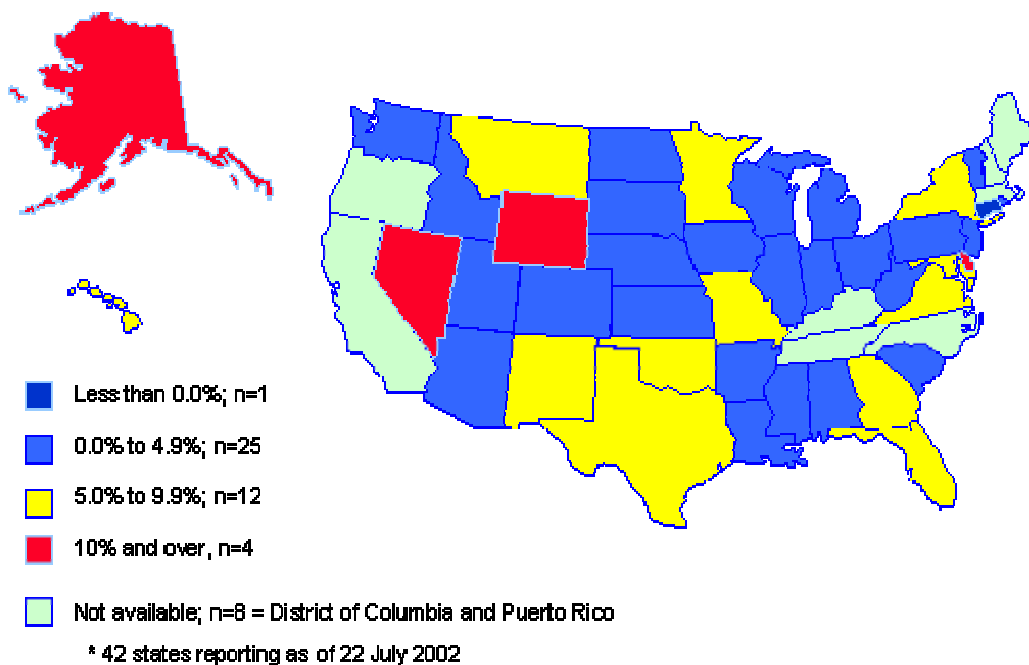 Less than 0.0%; n=1
0.0% to 4.9%; n=25
5.0% to 9.9%; n=12
10% and over, n=4
Not available; n=8 = District of Columbia and Puerto Rico
* 42 states reporting as of 22 July 2002